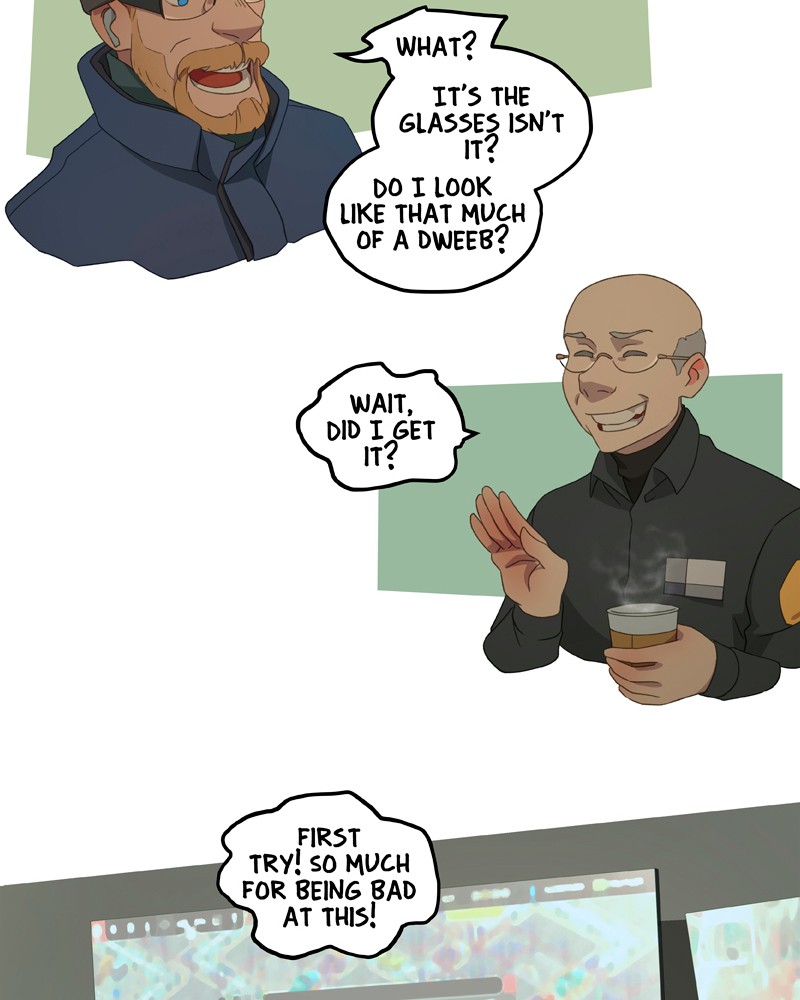 WHAT?
IT'S THE
GLASSES ISN'T
IT?
DO I LOOK
LIKE THAT MUCH
OF A DWEEB?
WAIT,
DID I GET
IT?
FIRST
TRY! SO MUCH
FOR BEING BAD
AT THIS!